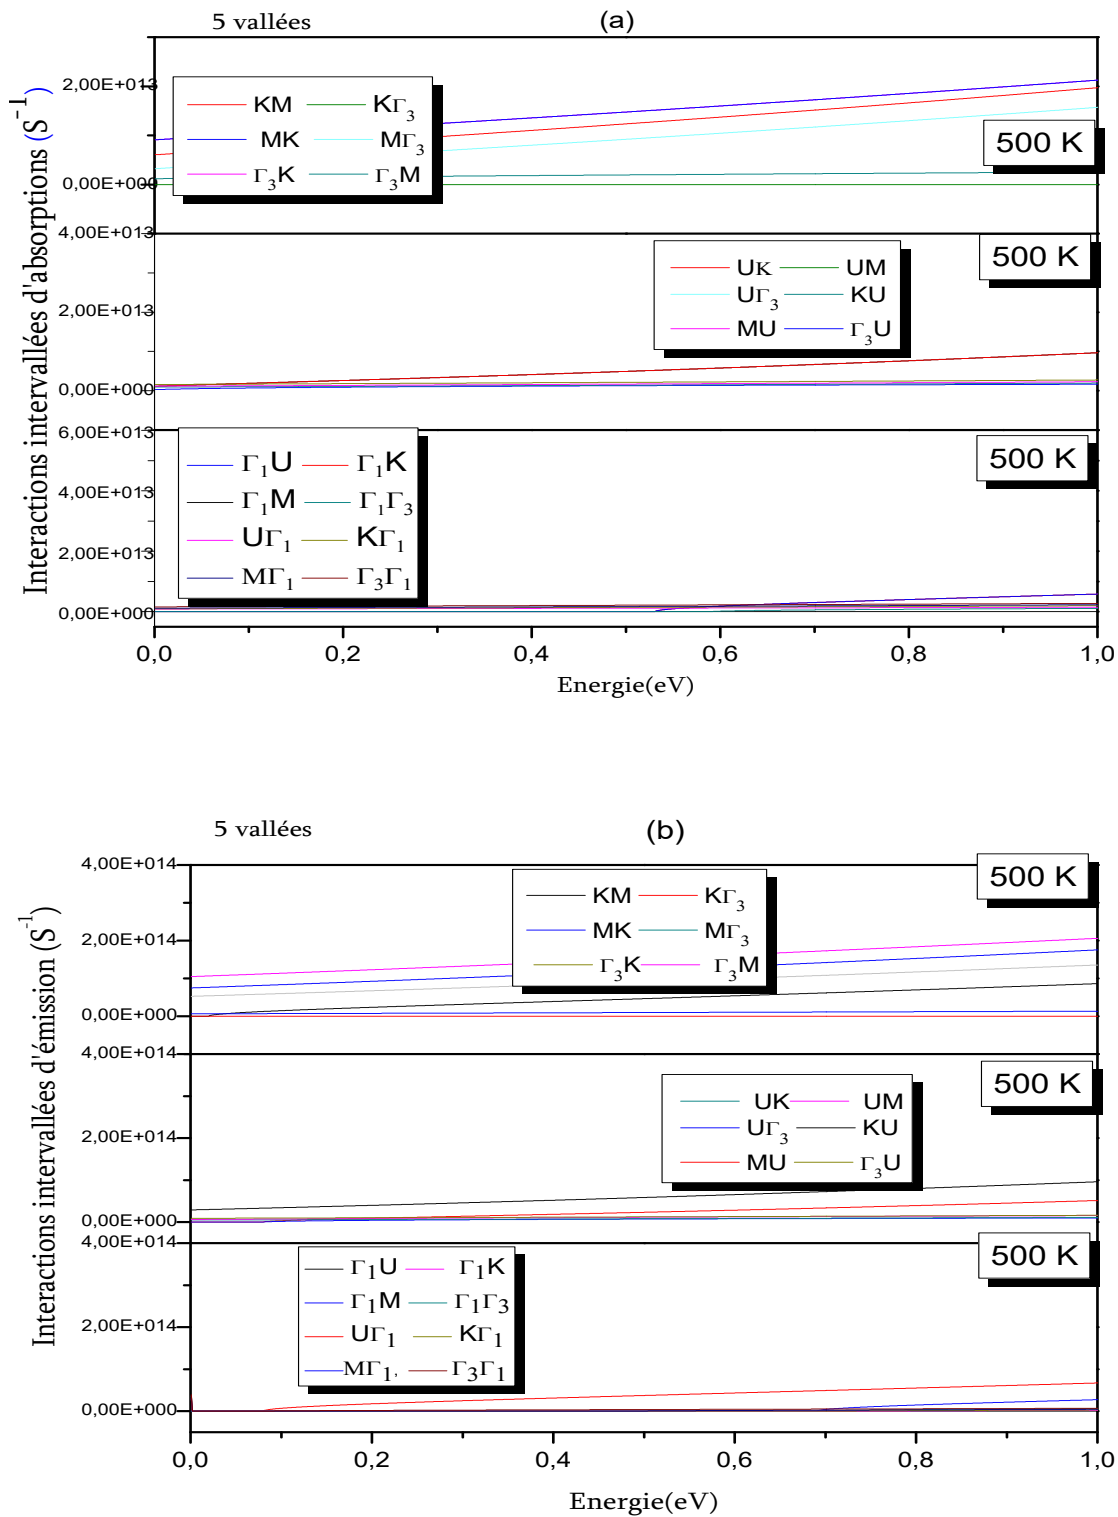 5 vallées
(a)
Interactions intervallées d'absorptions (S⁻¹)
2,00E+013
0,00E+000
KM KΓ₃
MK MΓ₃
Γ₃K Γ₃M
500 K
4,00E+013
2,00E+013
0,00E+000
500 K
UK UM
UΓ₃ KU
MU Γ₃U
6,00E+013
4,00E+013
2,00E+013
0,00E+000
Γ₁U Γ₁K
Γ₁M Γ₁Γ₃
UΓ₁ KΓ₁
MΓ₁ Γ₃Γ₁
500 K
0,0 0,2 0,4 0,6 0,8 1,0
Energie(eV)
5 vallées
(b)
Interactions intervallées d'émission (S⁻¹)
4,00E+014
2,00E+014
0,00E+000
KM KΓ₃
MK MΓ₃
Γ₃K Γ₃M
500 K
4,00E+014
2,00E+014
0,00E+000
500 K
UK UM
UΓ₃ KU
MU Γ₃U
4,00E+014
2,00E+014
0,00E+000
Γ₁U Γ₁K
Γ₁M Γ₁Γ₃
UΓ₁ KΓ₁
MΓ₁, Γ₃Γ₁
500 K
0,0 0,2 0,4 0,6 0,8 1,0
Energie(eV)